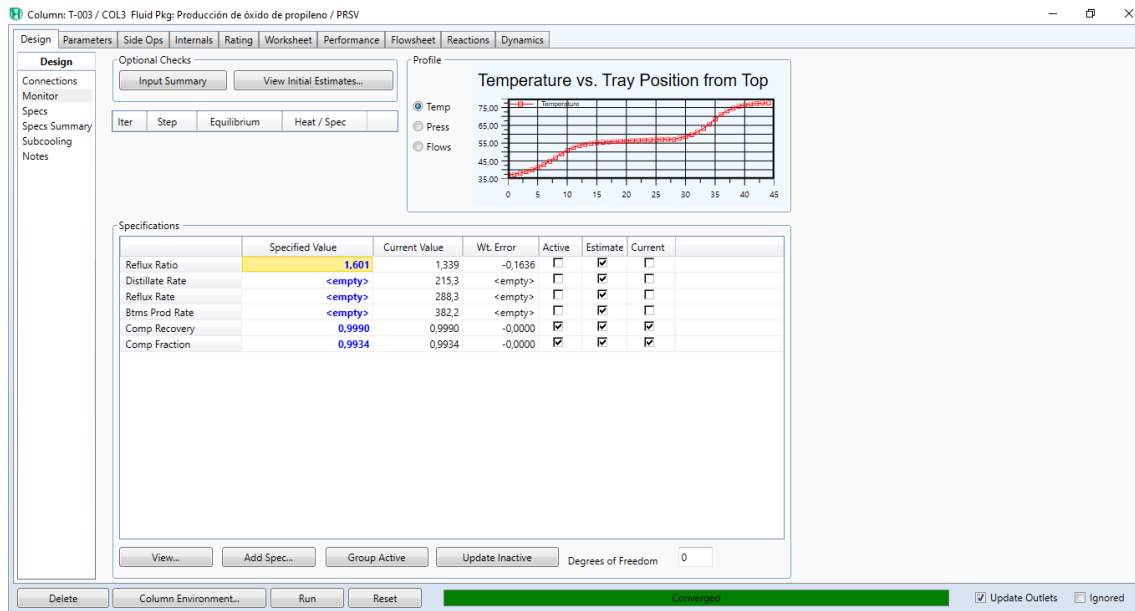 Column: T-003 / COL3 Fluid Pkg: Producción de óxido de propileno / PRSV
Design Parameters Side Ops Internals Rating Worksheet Performance Flowsheet Reactions Dynamics
Design
Connections
Monitor
Specs
Specs Summary
Subcooling
Notes
Optional Checks
Input Summary View Initial Estimates...
Iter Step Equilibrium Heat / Spec
Profile
Temp
Press
Flows
Temperature vs. Tray Position from Top
Temperature
75,00
65,00
55,00
45,00
35,00
0 5 10 15 20 25 30 35 40 45
Specifications
Specified Value Current Value Wt. Error Active Estimate Current
Reflux Ratio 1,601 1,339 -0,1636
Distillate Rate <empty> 215,3 <empty>
Reflux Rate <empty> 288,3 <empty>
Btms Prod Rate <empty> 382,2 <empty>
Comp Recovery 0,9990 0,9990 -0,0000
Comp Fraction 0,9934 0,9934 -0,0000
View... Add Spec... Group Active Update Inactive Degrees of Freedom 0
Delete Column Environment... Run Reset Converged Update Outlets Ignored